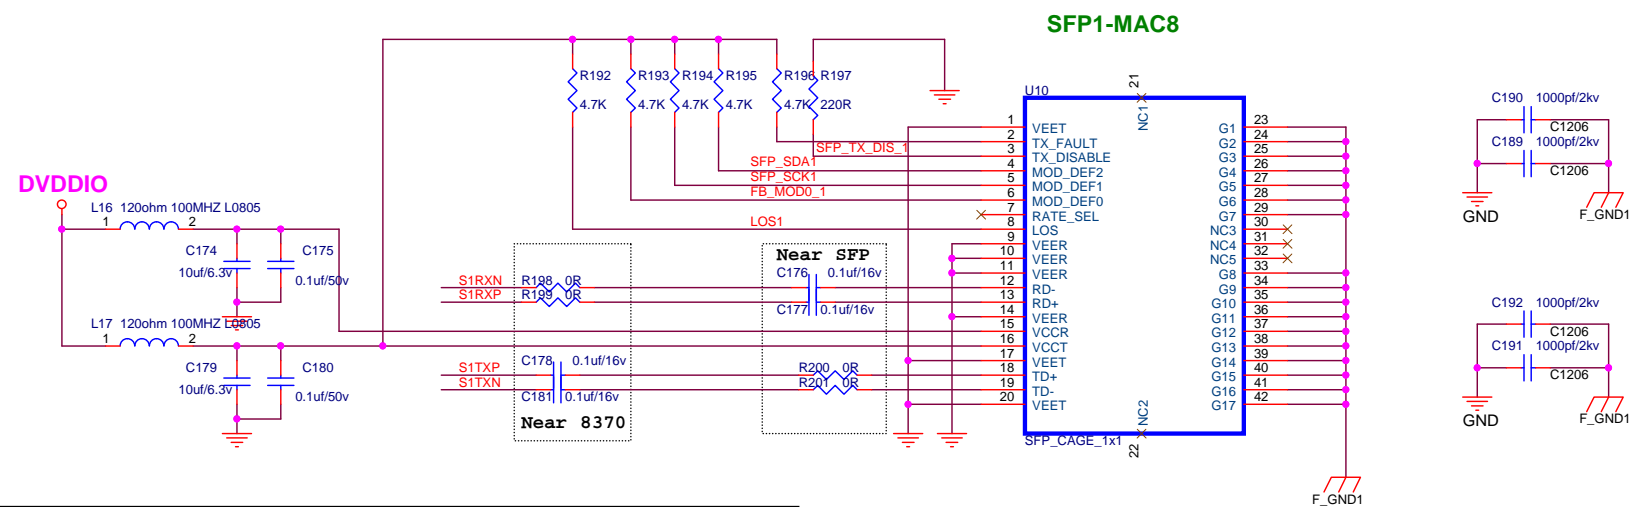 SFP1-MAC8
R192
R193
R194
R195
R196
R197
4.7K
4.7K
4.7K
4.7K
4.7K
220R
U10
21
NC1
1
VEET
2
TX_FAULT
3
TX_DISABLE
4
MOD_DEF2
5
MOD_DEF1
6
MOD_DEF0
7
RATE_SEL
8
LOS
9
VEER
10
VEER
11
VEER
12
RD-
13
RD+
14
VEER
15
VCCR
16
VCCT
17
VEET
18
TD+
19
TD-
20
VEET
G1
23
G2
24
G3
25
G4
26
G5
27
G6
28
G7
29
NC3
30
NC4
31
NC5
32
G8
33
G9
34
G10
35
G11
36
G12
37
G13
38
G14
39
G15
40
G16
41
G17
42
NC2
22
SFP_CAGE_1x1
SFP_TX_DIS_1
SFP_SDA1
SFP_SCK1
FB_MOD0_1
LOS1
DVDDIO
L16 120ohm 100MHZ L0805
1
2
C174
10uf/6.3v
C175
0.1uf/50v
L17 120ohm 100MHZ L0805
1
2
C179
10uf/6.3v
C180
0.1uf/50v
S1RXN
S1RXP
R198 0R
R199 0R
Near SFP
C176 0.1uf/16v
C177 0.1uf/16v
S1TXP
S1TXN
C178 0.1uf/16v
C181 0.1uf/16v
Near 8370
R200 0R
R201 0R
F_GND1
C190 1000pf/2kv
C1206
C189 1000pf/2kv
C1206
GND
F_GND1
C192 1000pf/2kv
C1206
C191 1000pf/2kv
C1206
GND
F_GND1